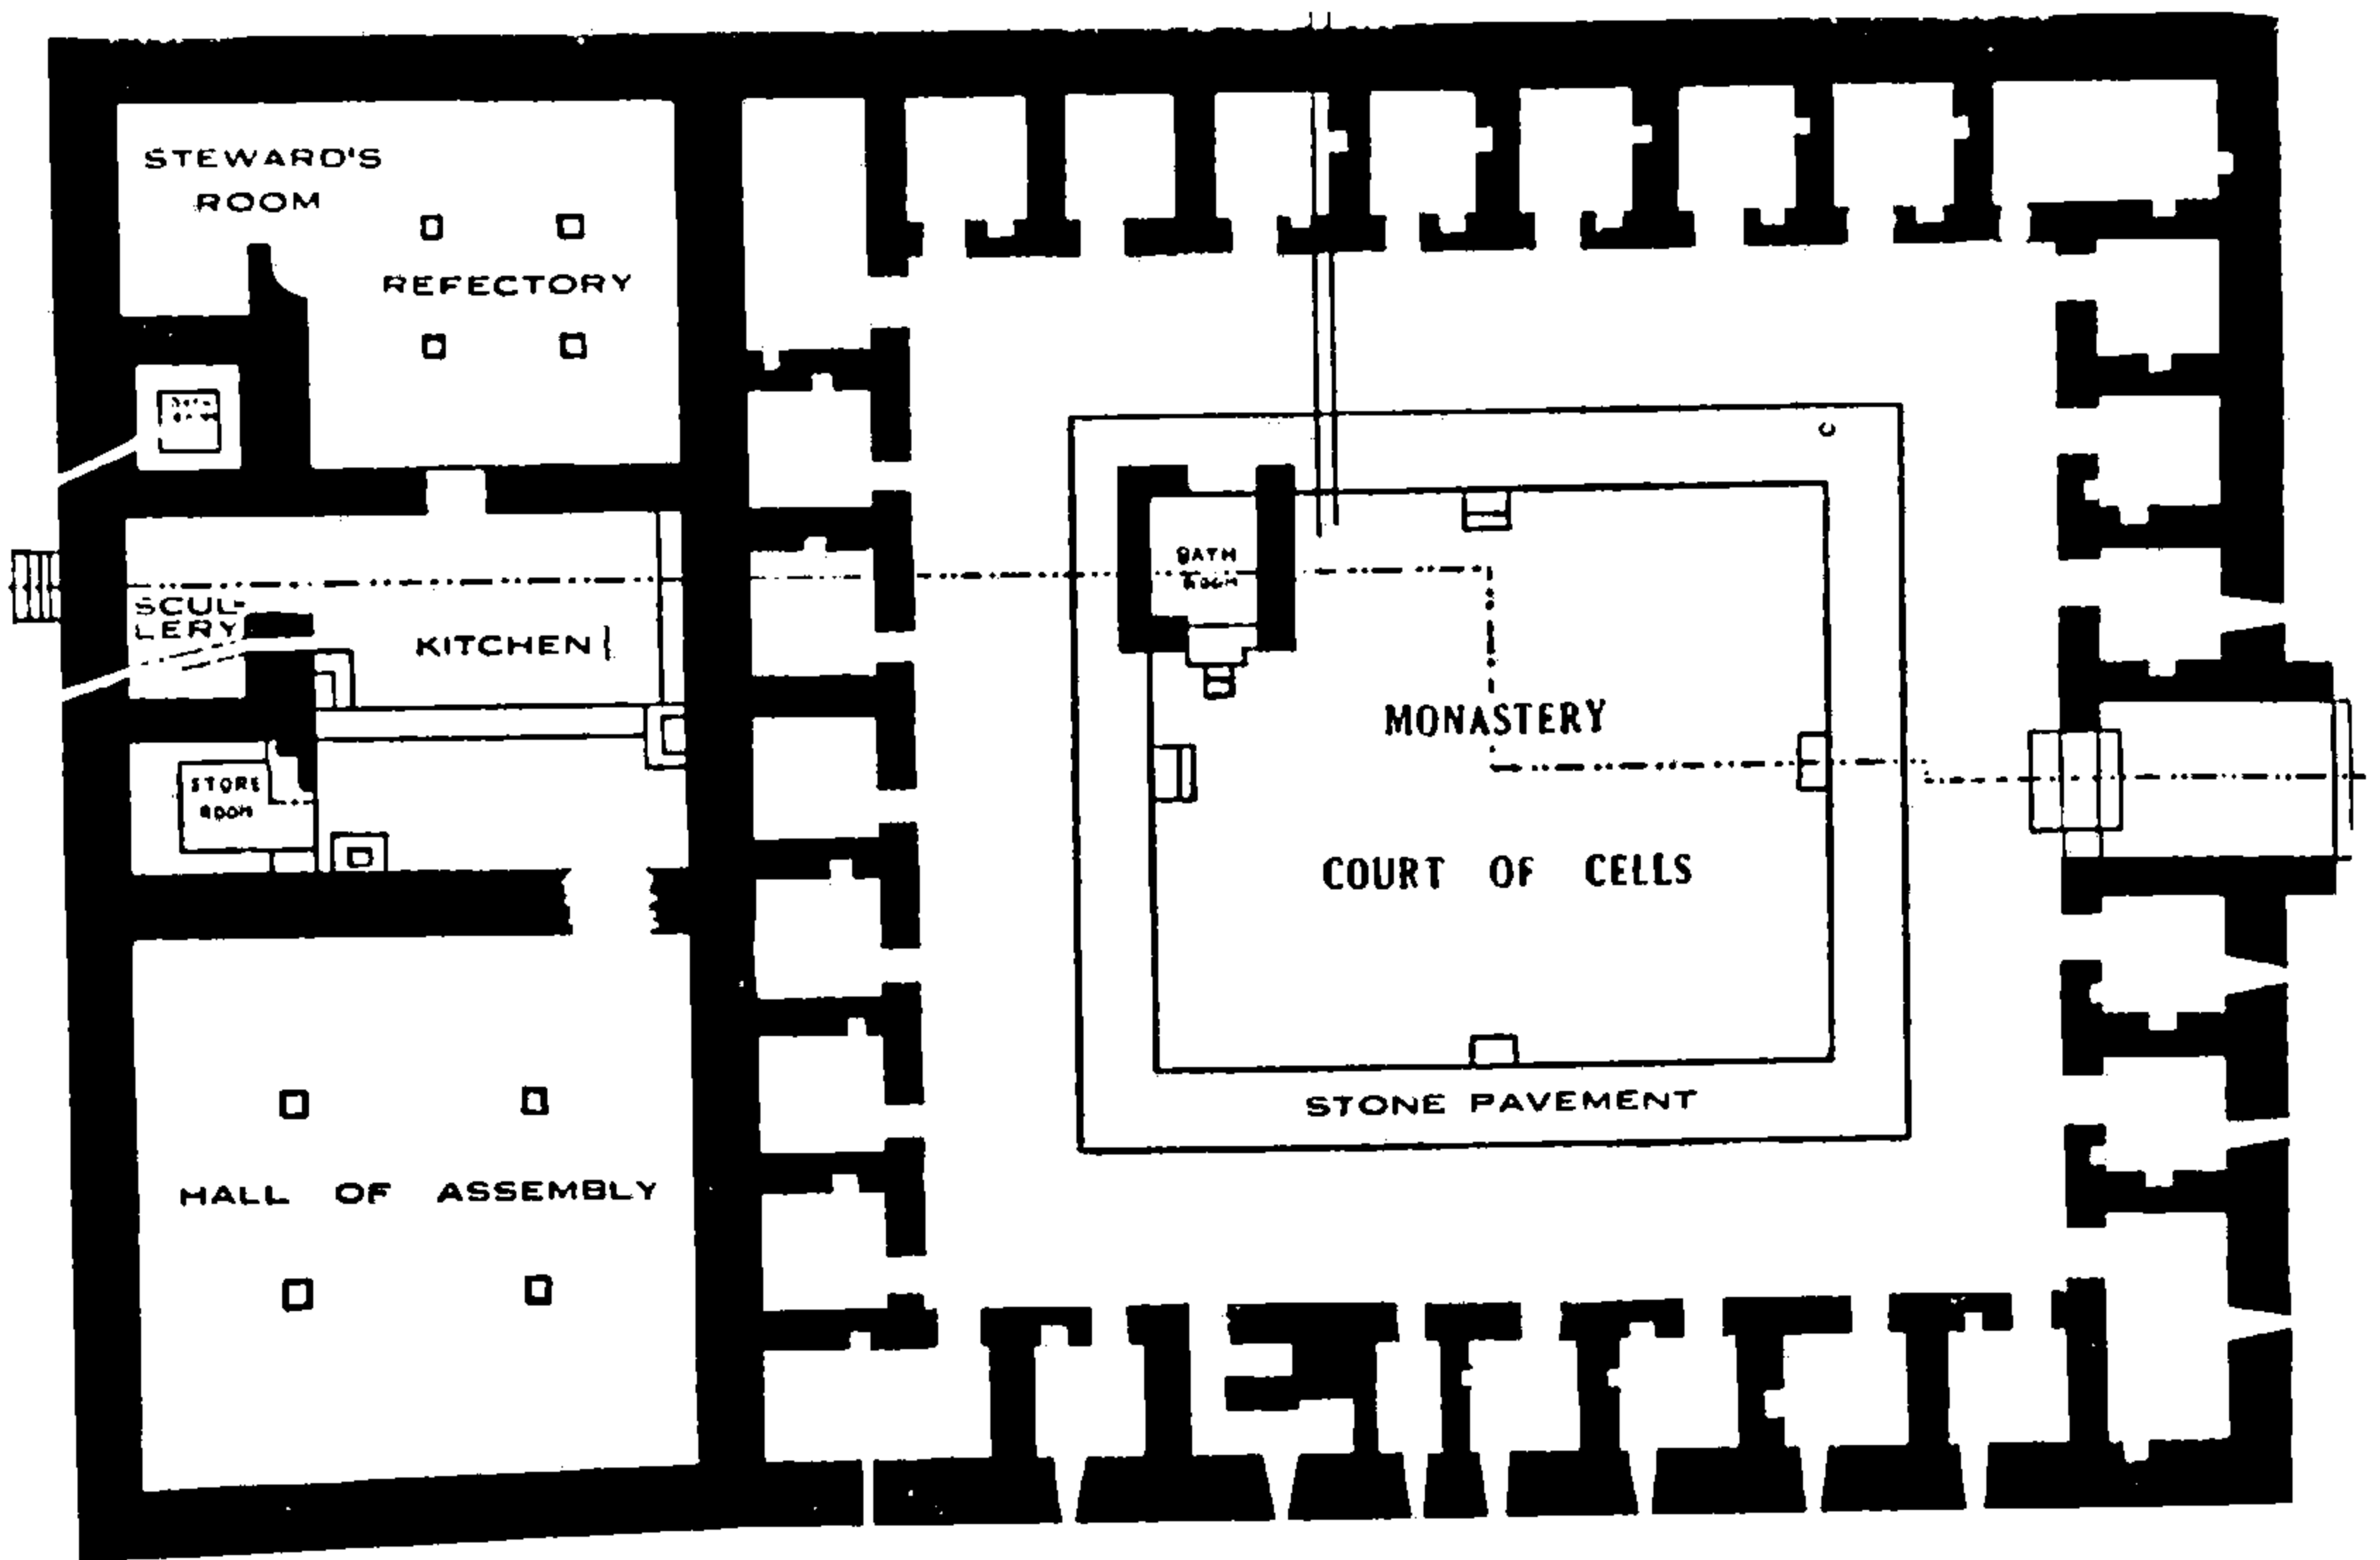 STEWARD'S
ROOM
REFECTORY
SCUL-
LERY
KITCHEN
STORE
ROOM
HALL OF ASSEMBLY
BATH
ROOM
MONASTERY
COURT OF CELLS
STONE PAVEMENT